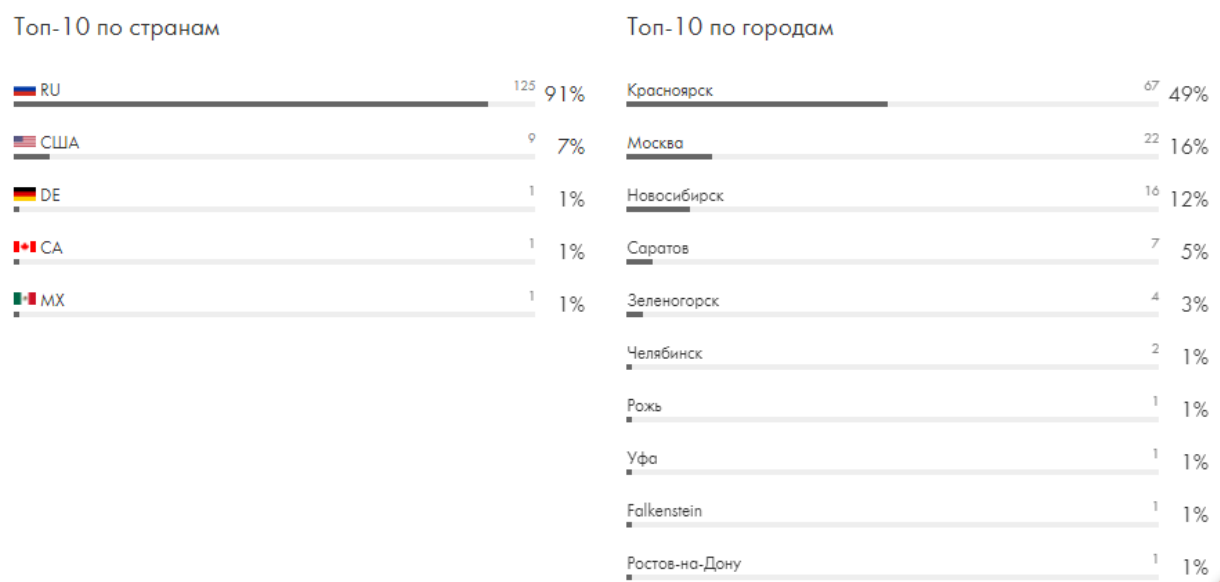 Топ-10 по странам
RU 125 91%
США 9 7%
DE 1 1%
CA 1 1%
MX 1 1%
Топ-10 по городам
Красноярск 67 49%
Москва 22 16%
Новосибирск 16 12%
Саратов 7 5%
Зеленогорск 4 3%
Челябинск 2 1%
Рожь 1 1%
Уфа 1 1%
Falkenstein 1 1%
Ростов-на-Дону 1 1%